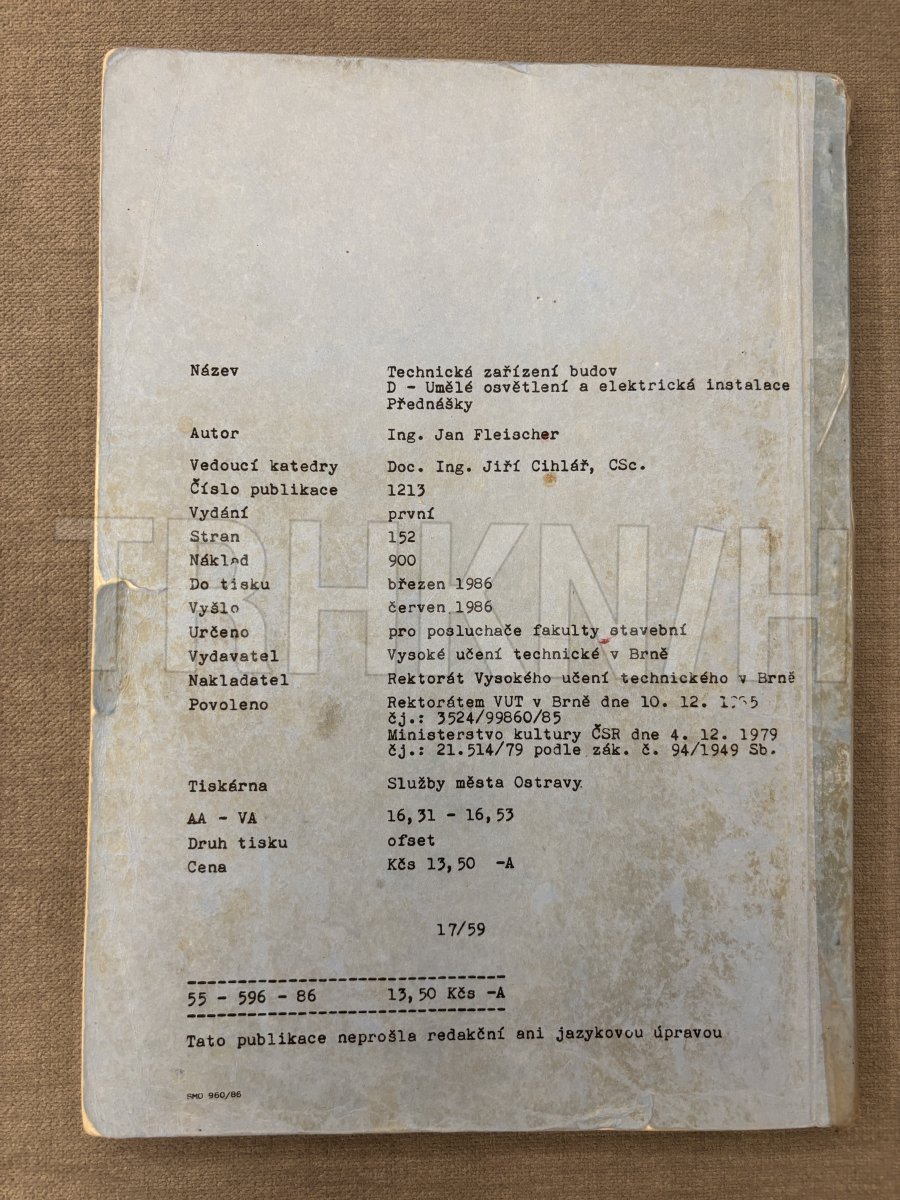 Název Technická zařízení budov
D - Umělé osvětlení a elektrická instalace
Přednášky
Autor Ing. Jan Fleischer
Vedoucí katedry Doc. Ing. Jiří Cihlář, CSc.
Číslo publikace 1213
Vydání první
Stran 152
Náklad 900
Do tisku březen 1986
Vyšlo červen 1986
Určeno pro posluchače fakulty stavební
Vydavatel Vysoké učení technické v Brně
Nakladatel Rektorát Vysokého učení technického v Brně
Povoleno Rektorátem VUT v Brně dne 10. 12.
čj.: 3524/99860/85
Ministerstvo kultury ČSR dne 4. 12. 1979
čj.: 21.514/79 podle zák. č. 94/1949 Sb.
Tiskárna Služby města Ostravy
AA - VA 16,31 - 16,53
Druh tisku ofset
Cena Kčs 13,50 -A
17/59
55 - 596 - 86 13,50 Kčs -A
Tato publikace neprošla redakční ani jazykovou úpravou
SMO 960/86